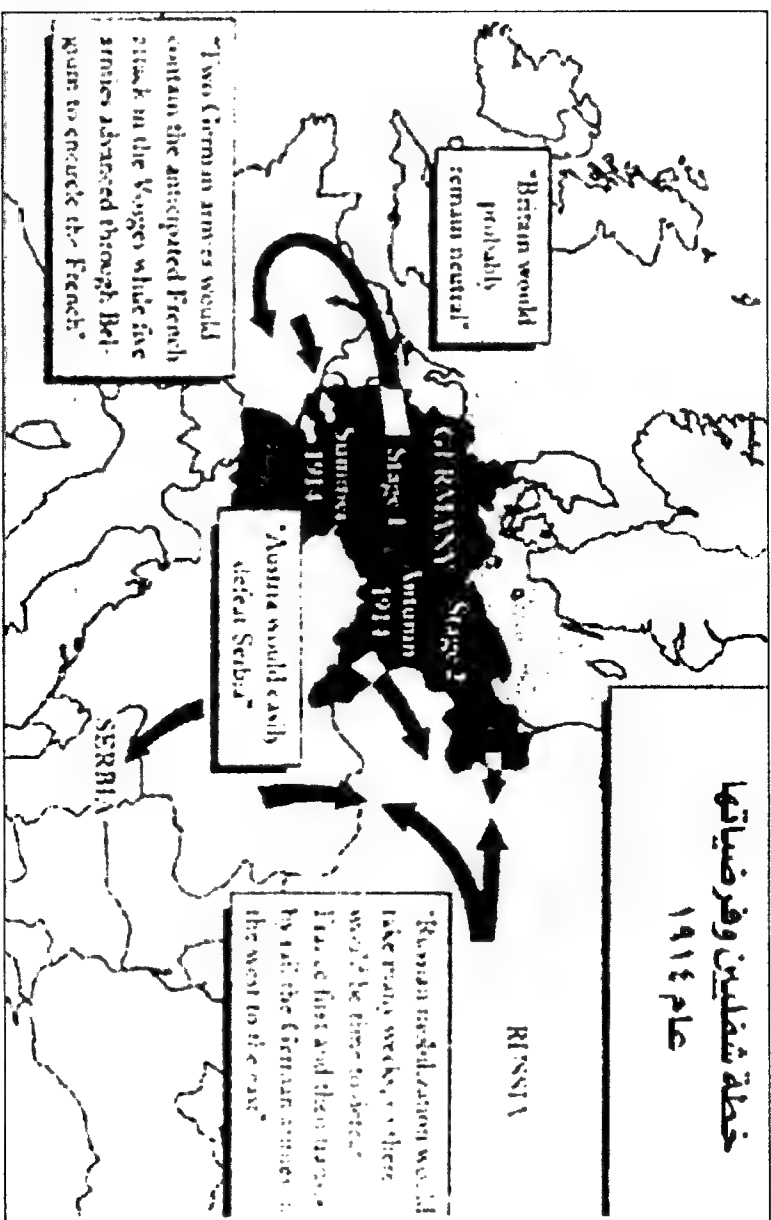 خطة شفليين وفرضياتها
عام ١٩١٤
"Britain would
probably
remain neutral"
RUSSIA
GERMANY
Stage 1
Summer
1914
Stage 2
Autumn
1914
"Russian mobilization would
take many weeks, so there
would be time to defeat
France first and then
by rail the German armies
the west to the east"
"Austria would easily
defeat Serbia"
SERBIA
"Two German armies would
contain the anticipated French
attack in the Vosges while five
armies advanced through Bel-
gium to encircle the French"